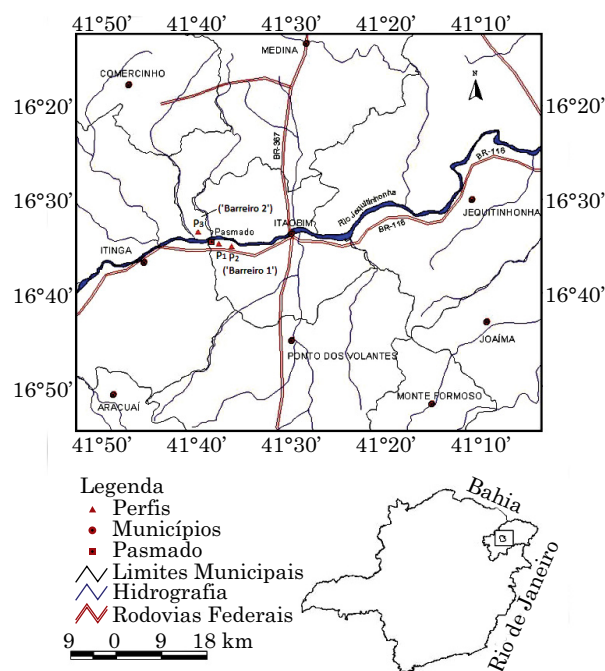 41°50’ 41°40’ 41°30’ 41°20’ 41°10’
MEDINA
COMERCINHO
16°20’ 16°20’
N
BR-367
BR-116
16°30’ 16°30’
('Barreiro 2')
Rio Jequitinhonha
JEQUITINHONHA
P3 Pasmado
ITAOBIM
BR-116
ITINGA
P1 P2
('Barreiro 1')
16°40’ 16°40’
JOAÍMA
PONTO DOS VOLANTES
16°50’ 16°50’
MONTE FORMOSO
ARACUAÍ
41°50’ 41°40’ 41°30’ 41°20’ 41°10’
Legenda
Perfis
Municípios
Pasmado
Limites Municipais
Hidrografia
Rodovias Federais
9 0 9 18 km
Bahia
Rio de Janeiro